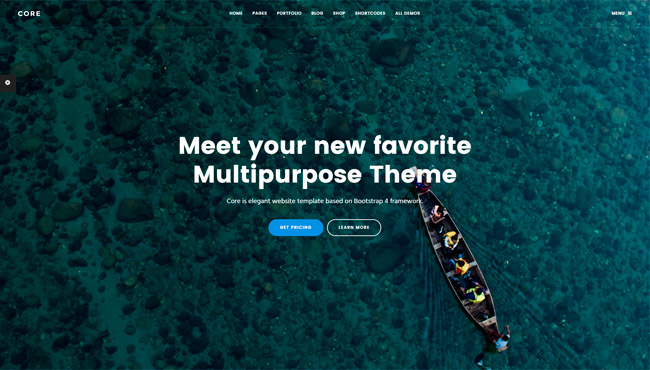 CORE
HOME PAGES PORTFOLIO BLOG SHOP SHORTCODES ALL DEMOS
MENU
Meet your new favorite
Multipurpose Theme
Core is elegant website template based on Bootstrap 4 framework.
GET PRICING
LEARN MORE